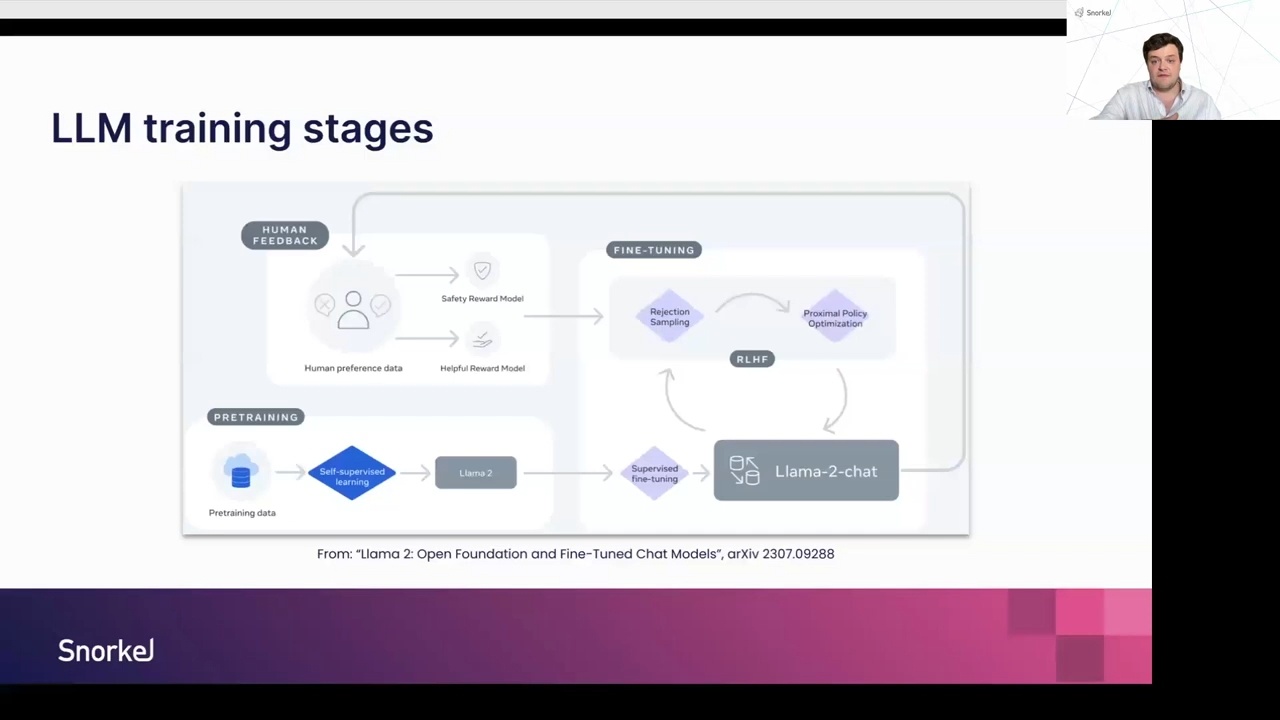 Snorkel
LLM training stages
HUMAN
FEEDBACK
Safety Reward Model
Human preference data
Helpful Reward Model
FINE-TUNING
Rejection
Sampling
Proximal Policy
Optimization
RLHF
PRETRAINING
Pretraining data
Self-supervised
learning
Llama 2
Supervised
fine-tuning
Llama-2-chat
From: “Llama 2: Open Foundation and Fine-Tuned Chat Models”, arXiv 2307.09288
Snorkel